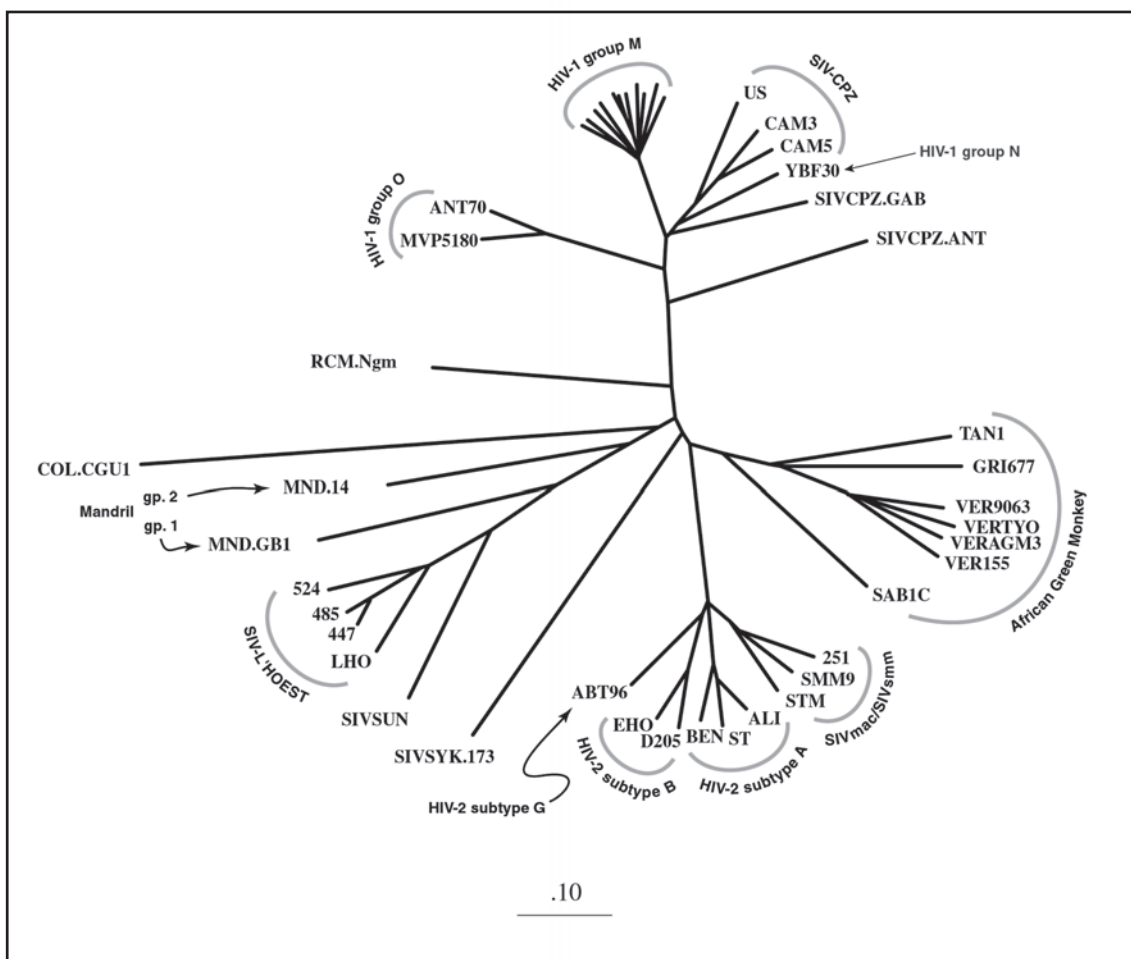 HIV-1 group M
SIV-CPZ
US
CAM3
CAM5
YBF30
HIV-1 group N
SIVCPZ.GAB
SIVCPZ.ANT
HIV-1 group O
ANT70
MVP5180
RCM.Ngm
COL.CGU1
Mandril
gp. 2
gp. 1
MND.14
MND.GB1
524
485
447
LHO
SIV-L'HOEST
SIVSUN
SIVSYK.173
TAN1
GRI677
VER9063
VERTYO
VERAGM3
VER155
SAB1C
African Green Monkey
ABT96
HIV-2 subtype G
EHO
D205
HIV-2 subtype B
BEN
ST
ALI
HIV-2 subtype A
251
SMM9
STM
SIVmac/SIVsmm
.10